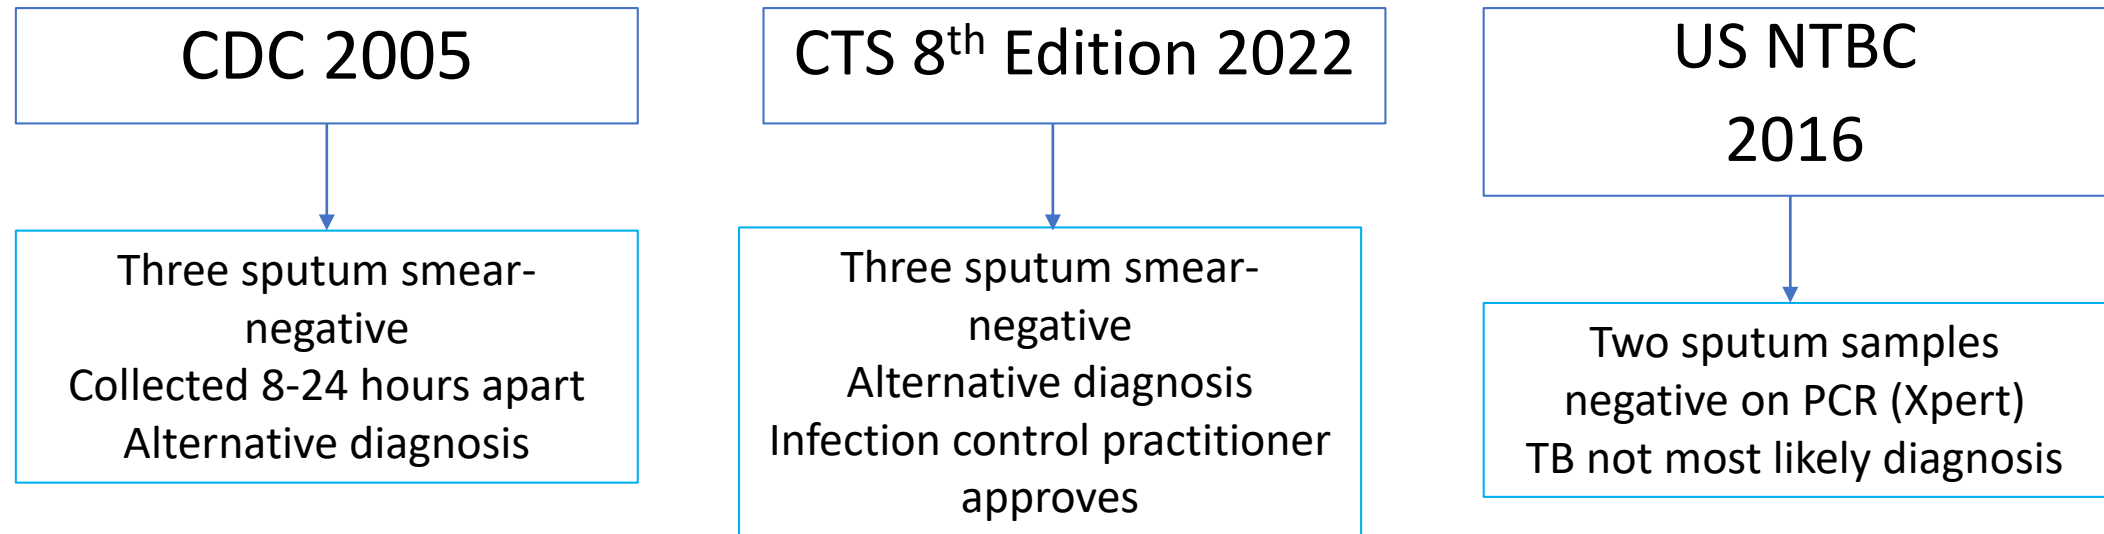 CDC 2005
Three sputum smear-
negative
Collected 8-24 hours apart
Alternative diagnosis
CTS 8th Edition 2022
Three sputum smear-
negative
Alternative diagnosis
Infection control practitioner
approves
US NTBC
2016
Two sputum samples
negative on PCR (Xpert)
TB not most likely diagnosis